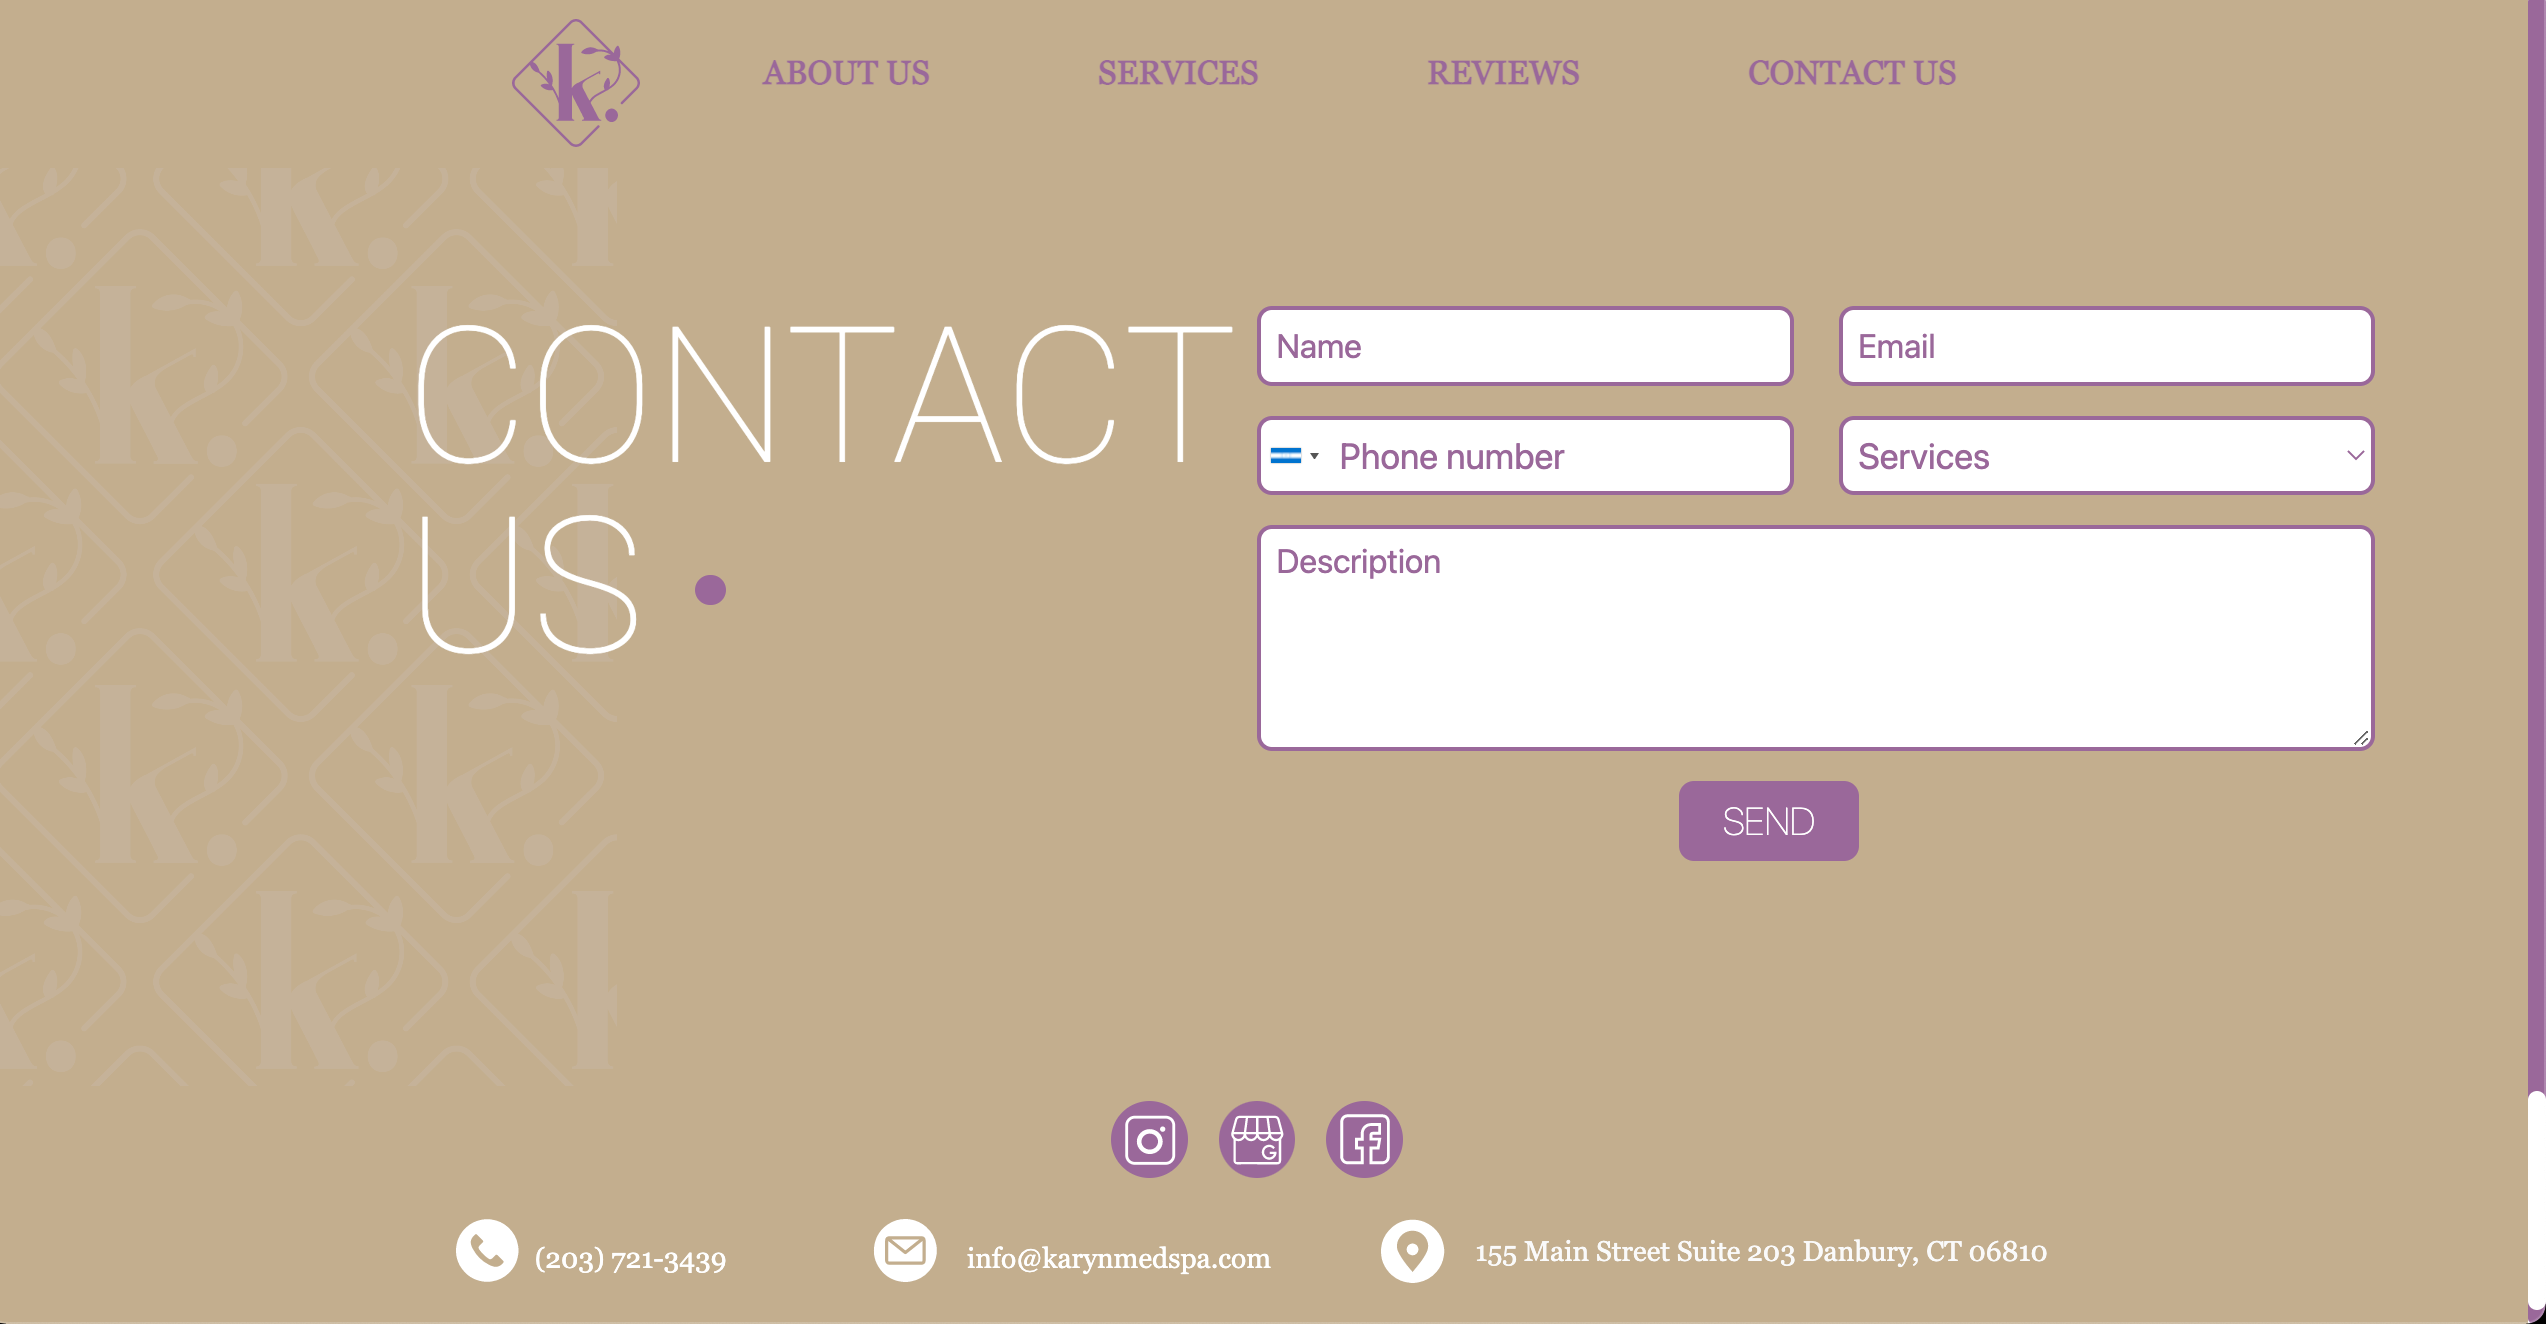 k.
ABOUT US
SERVICES
REVIEWS
CONTACT US
CONTACT
US
Name
Email
Phone number
Services
Description
SEND
G
(203) 721-3439
info@karynmedspa.com
155 Main Street Suite 203 Danbury, CT 06810